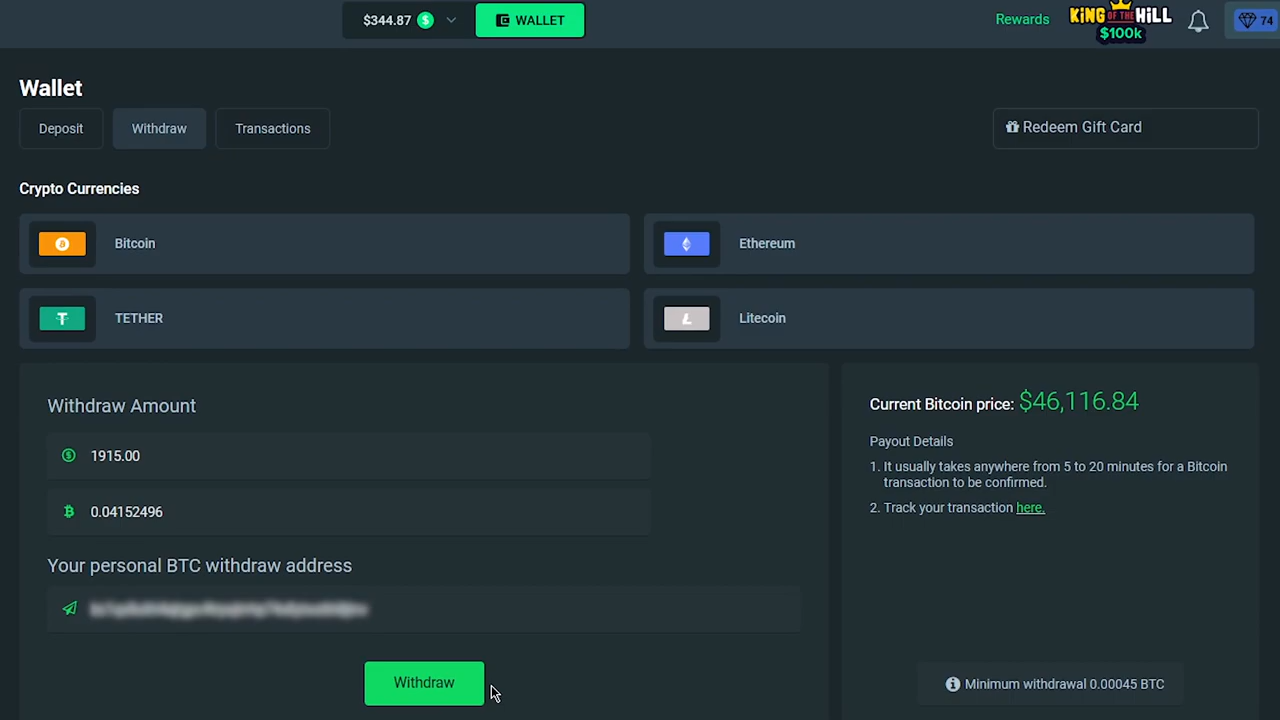 $344.87
WALLET
Rewards
KING OF THE HILL
$100k
74
Wallet
Deposit
Withdraw
Transactions
Redeem Gift Card
Crypto Currencies
Bitcoin
Ethereum
TETHER
Litecoin
Withdraw Amount
1915.00
0.04152496
Your personal BTC withdraw address
Withdraw
Current Bitcoin price: $46,116.84
Payout Details
1. It usually takes anywhere from 5 to 20 minutes for a Bitcoin
transaction to be confirmed.
2. Track your transaction here.
Minimum withdrawal 0.00045 BTC